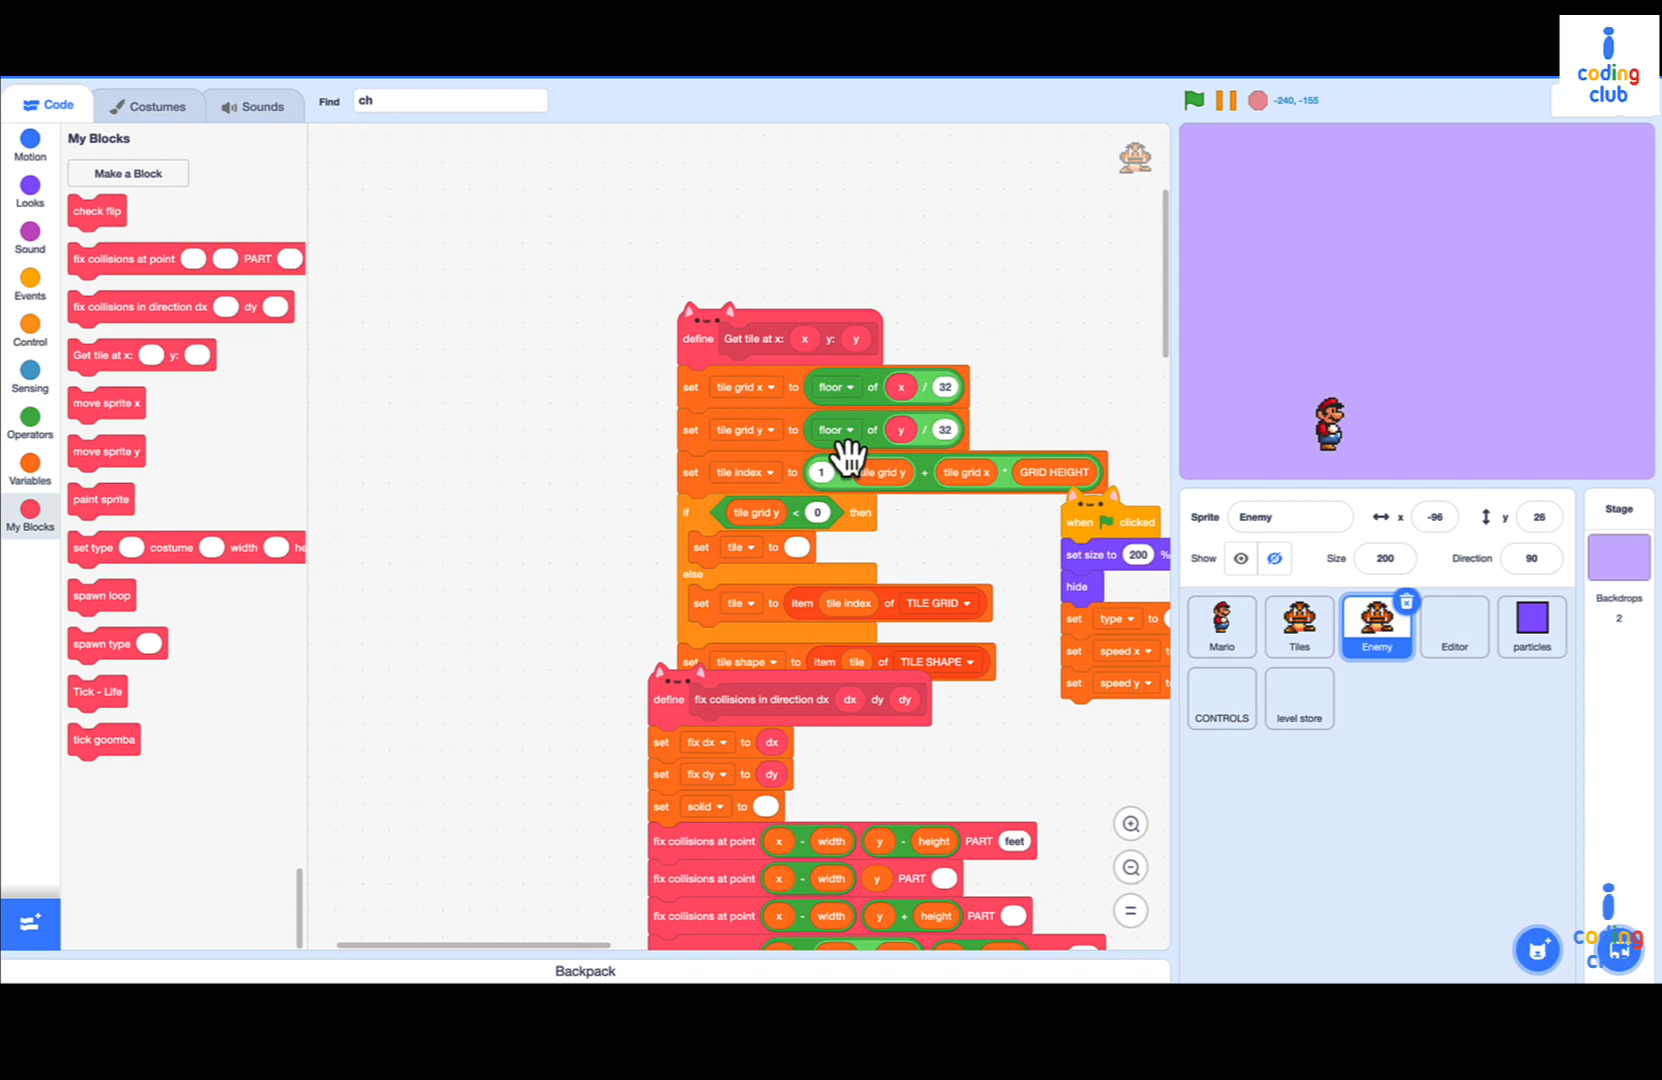 coding
club
Code
Costumes
Sounds
Find
ch
-240, -155
Motion
Looks
Sound
Events
Control
Sensing
Operators
Variables
My Blocks
My Blocks
Make a Block
check flip
fix collisions at point PART
fix collisions in direction dx dy
Get tile at x: y:
move sprite x
move sprite y
paint sprite
set type costume width he
spawn loop
spawn type
Tick - Life
tick goomba
define Get tile at x: x y: y
set tile grid x to floor of x / 32
set tile grid y to floor of y / 32
set tile index to 1 tile grid y + tile grid x * GRID HEIGHT
if tile grid y < 0 then
set tile to
else
set tile to item tile index of TILE GRID
set tile shape to item tile of TILE SHAPE
define fix collisions in direction dx dx dy dy
set fix dx to dx
set fix dy to dy
set solid to
fix collisions at point x - width y - height PART feet
fix collisions at point x - width y PART
fix collisions at point x - width y + height PART
when clicked
set size to 200 %
hide
set type to
set speed x t
set speed y t
Backpack
Sprite Enemy x -96 y 26
Show Size 200 Direction 90
Mario
Tiles
Enemy
Editor
particles
CONTROLS
level store
Stage
Backdrops
2
coding